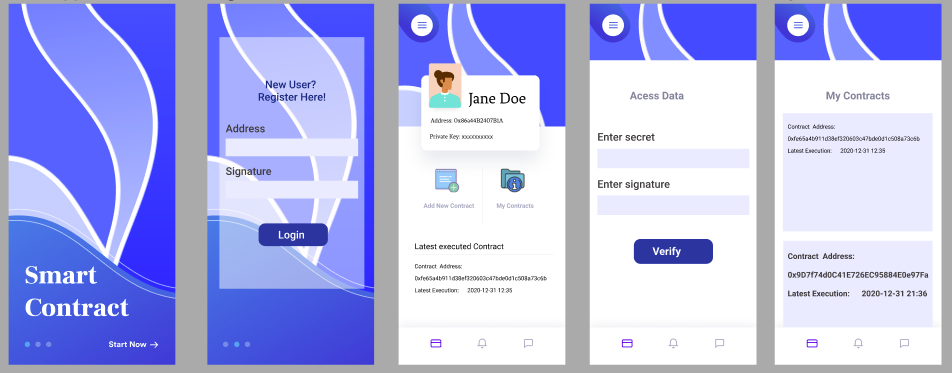 Smart
Contract
Start Now →
New User?
Register Here!
Address
Signature
Login
Jane Doe
Address: 0x86a44B2407B1A
Private Key: xxxxxxxxxx
Add New Contract
My Contracts
Latest executed Contract
Contract Address:
0xfe65a4b911d38ef320603c47bde0d1c508a73c6b
Latest Execution: 2020-12-31 12:35
Acess Data
Enter secret
Enter signature
Verify
My Contracts
Contract Address:
0xfe65a4b911d38ef320603c47bde0d1c508a73c6b
Latest Execution: 2020-12-31 12:35
Contract Address:
0x9D7f74d0C41E726EC95884E0e97Fa
Latest Execution: 2020-12-31 21:36